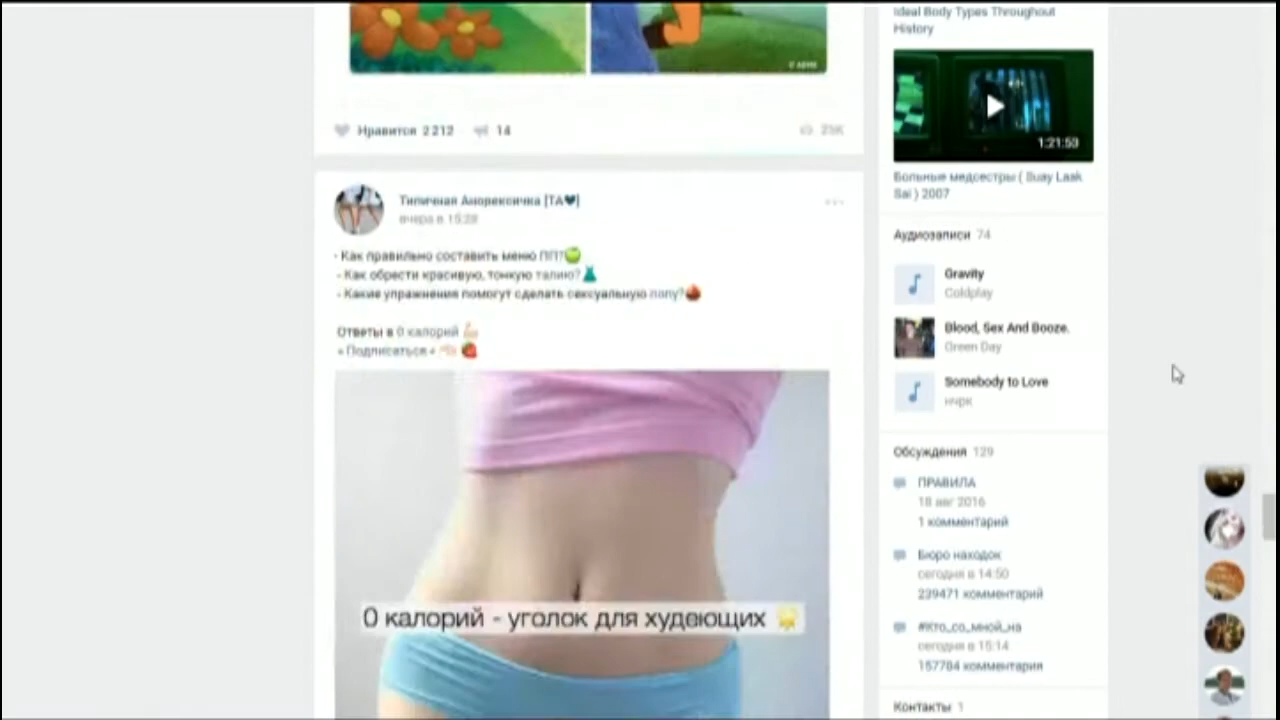 © ADME
Нравится 2212
14
25K
Типичная Анорексичка [ТА♥]
вчера в 15:28
- Как правильно составить меню ПП?🍏
- Как обрести красивую, тонкую талию?👗
- Какие упражнения помогут сделать сексуальную попу?🍑
Ответы в 0 калорий 💪
Подписаться
0 калорий - уголок для худеющих
Ideal Body Types Throughout
History
1:21:53
Больные медсестры ( Suay Laak
Sai ) 2007
Аудиозаписи 74
Gravity
Coldplay
Blood, Sex And Booze.
Green Day
Somebody to Love
Обсуждения 129
ПРАВИЛА
18 авг 2016
1 комментарий
Бюро находок
сегодня в 14:50
239471 комментарий
#Кто_со_мной_на
сегодня в 15:14
157784 комментария
Контакты 1